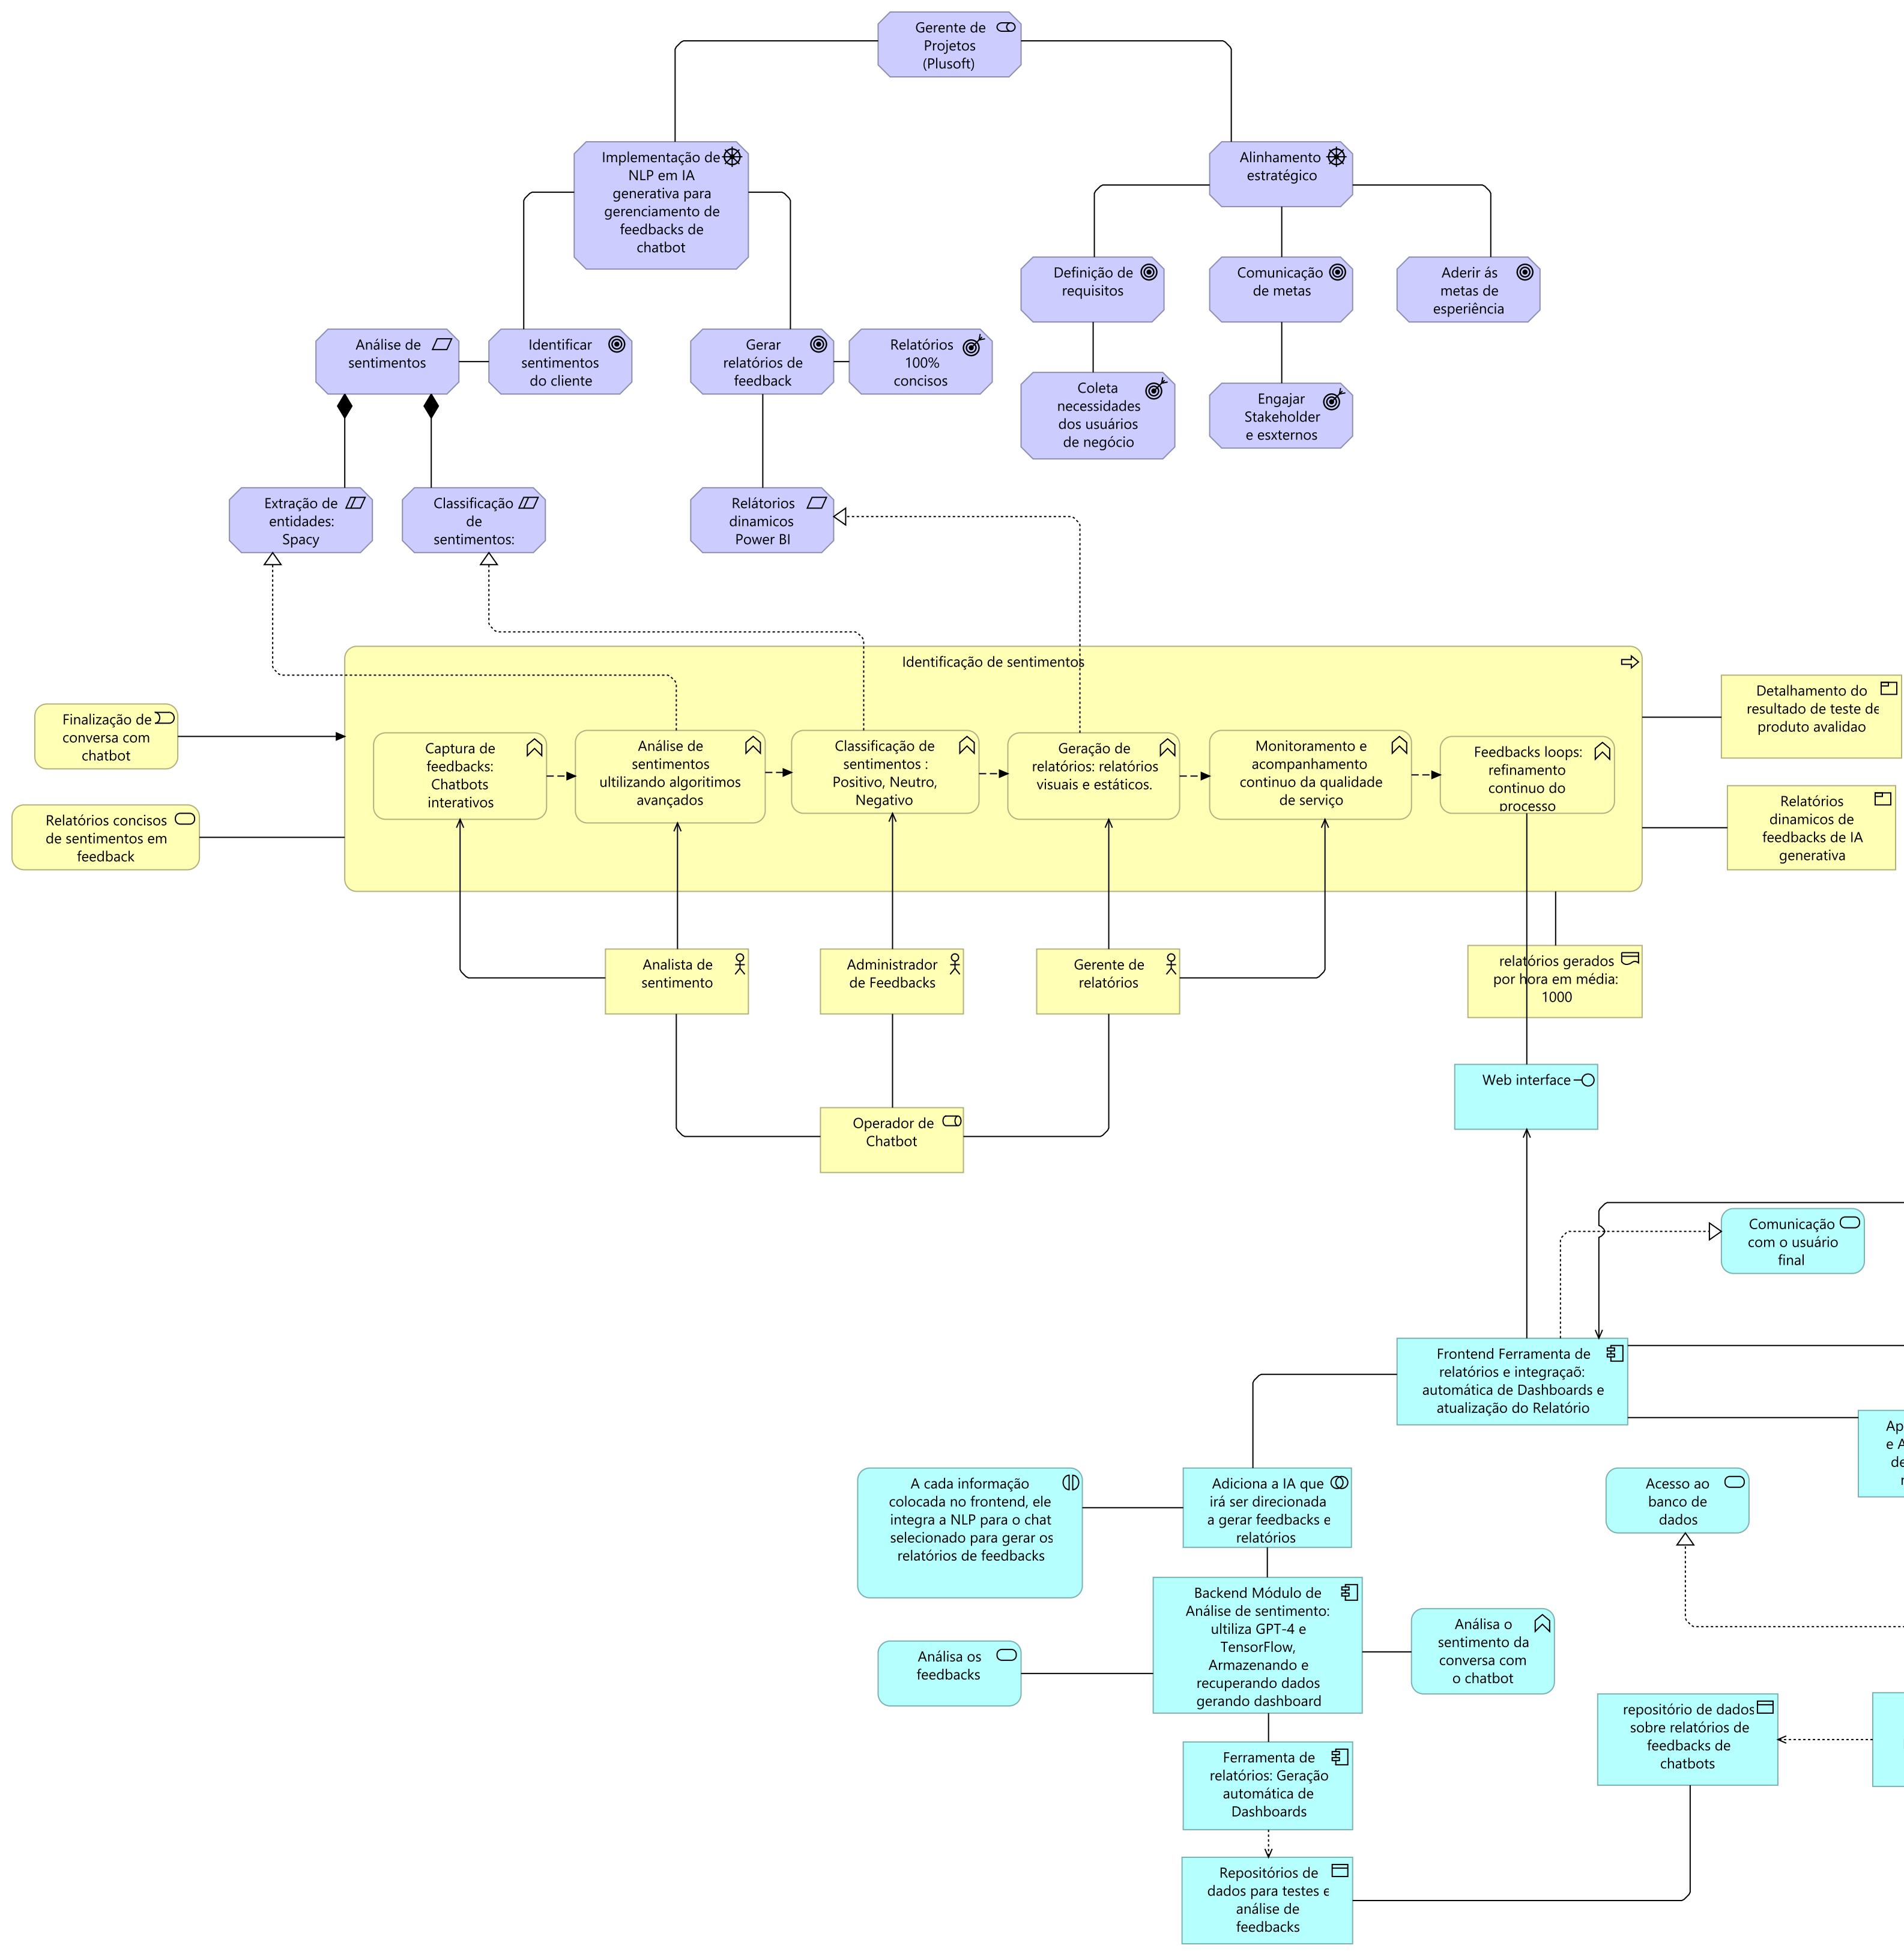 Gerente de
Projetos
(Plusoft)
Implementação de
NLP em IA
generativa para
gerenciamento de
feedbacks de
chatbot
Alinhamento
estratégico
Definição de
requisitos
Comunicação
de metas
Aderir ás
metas de
esperiência
Análise de
sentimentos
Identificar
sentimentos
do cliente
Gerar
relatórios de
feedback
Relatórios
100%
concisos
Coleta
necessidades
dos usuários
de negócio
Engajar
Stakeholder
e esxternos
Extração de
entidades:
Spacy
Classificação
de
sentimentos:
Relátorios
dinamicos
Power BI
Identificação de sentimentos
Finalização de
conversa com
chatbot
Relatórios concisos
de sentimentos em
feedback
Captura de
feedbacks:
Chatbots
interativos
Análise de
sentimentos
ultilizando algoritimos
avançados
Classificação de
sentimentos :
Positivo, Neutro,
Negativo
Geração de
relatórios: relatórios
visuais e estáticos.
Monitoramento e
acompanhamento
continuo da qualidade
de serviço
Feedbacks loops:
refinamento
continuo do
processo
Detalhamento do
resultado de teste de
produto avalidao
Relatórios
dinamicos de
feedbacks de IA
generativa
Analista de
sentimento
Administrador
de Feedbacks
Gerente de
relatórios
relatórios gerados
por hora em média:
1000
Operador de
Chatbot
Web interface
Comunicação
com o usuário
final
Frontend Ferramenta de
relatórios e integraçaõ:
automática de Dashboards e
atualização do Relatório
A cada informação
colocada no frontend, ele
integra a NLP para o chat
selecionado para gerar os
relatórios de feedbacks
Adiciona a IA que
irá ser direcionada
a gerar feedbacks e
relatórios
Acesso ao
banco de
dados
Backend Módulo de
Análise de sentimento:
ultiliza GPT-4 e
TensorFlow,
Armazenando e
recuperando dados
gerando dashboard
Análisa os
feedbacks
Análisa o
sentimento da
conversa com
o chatbot
repositório de dados
sobre relatórios de
feedbacks de
chatbots
Ferramenta de
relatórios: Geração
automática de
Dashboards
Repositórios de
dados para testes e
análise de
feedbacks